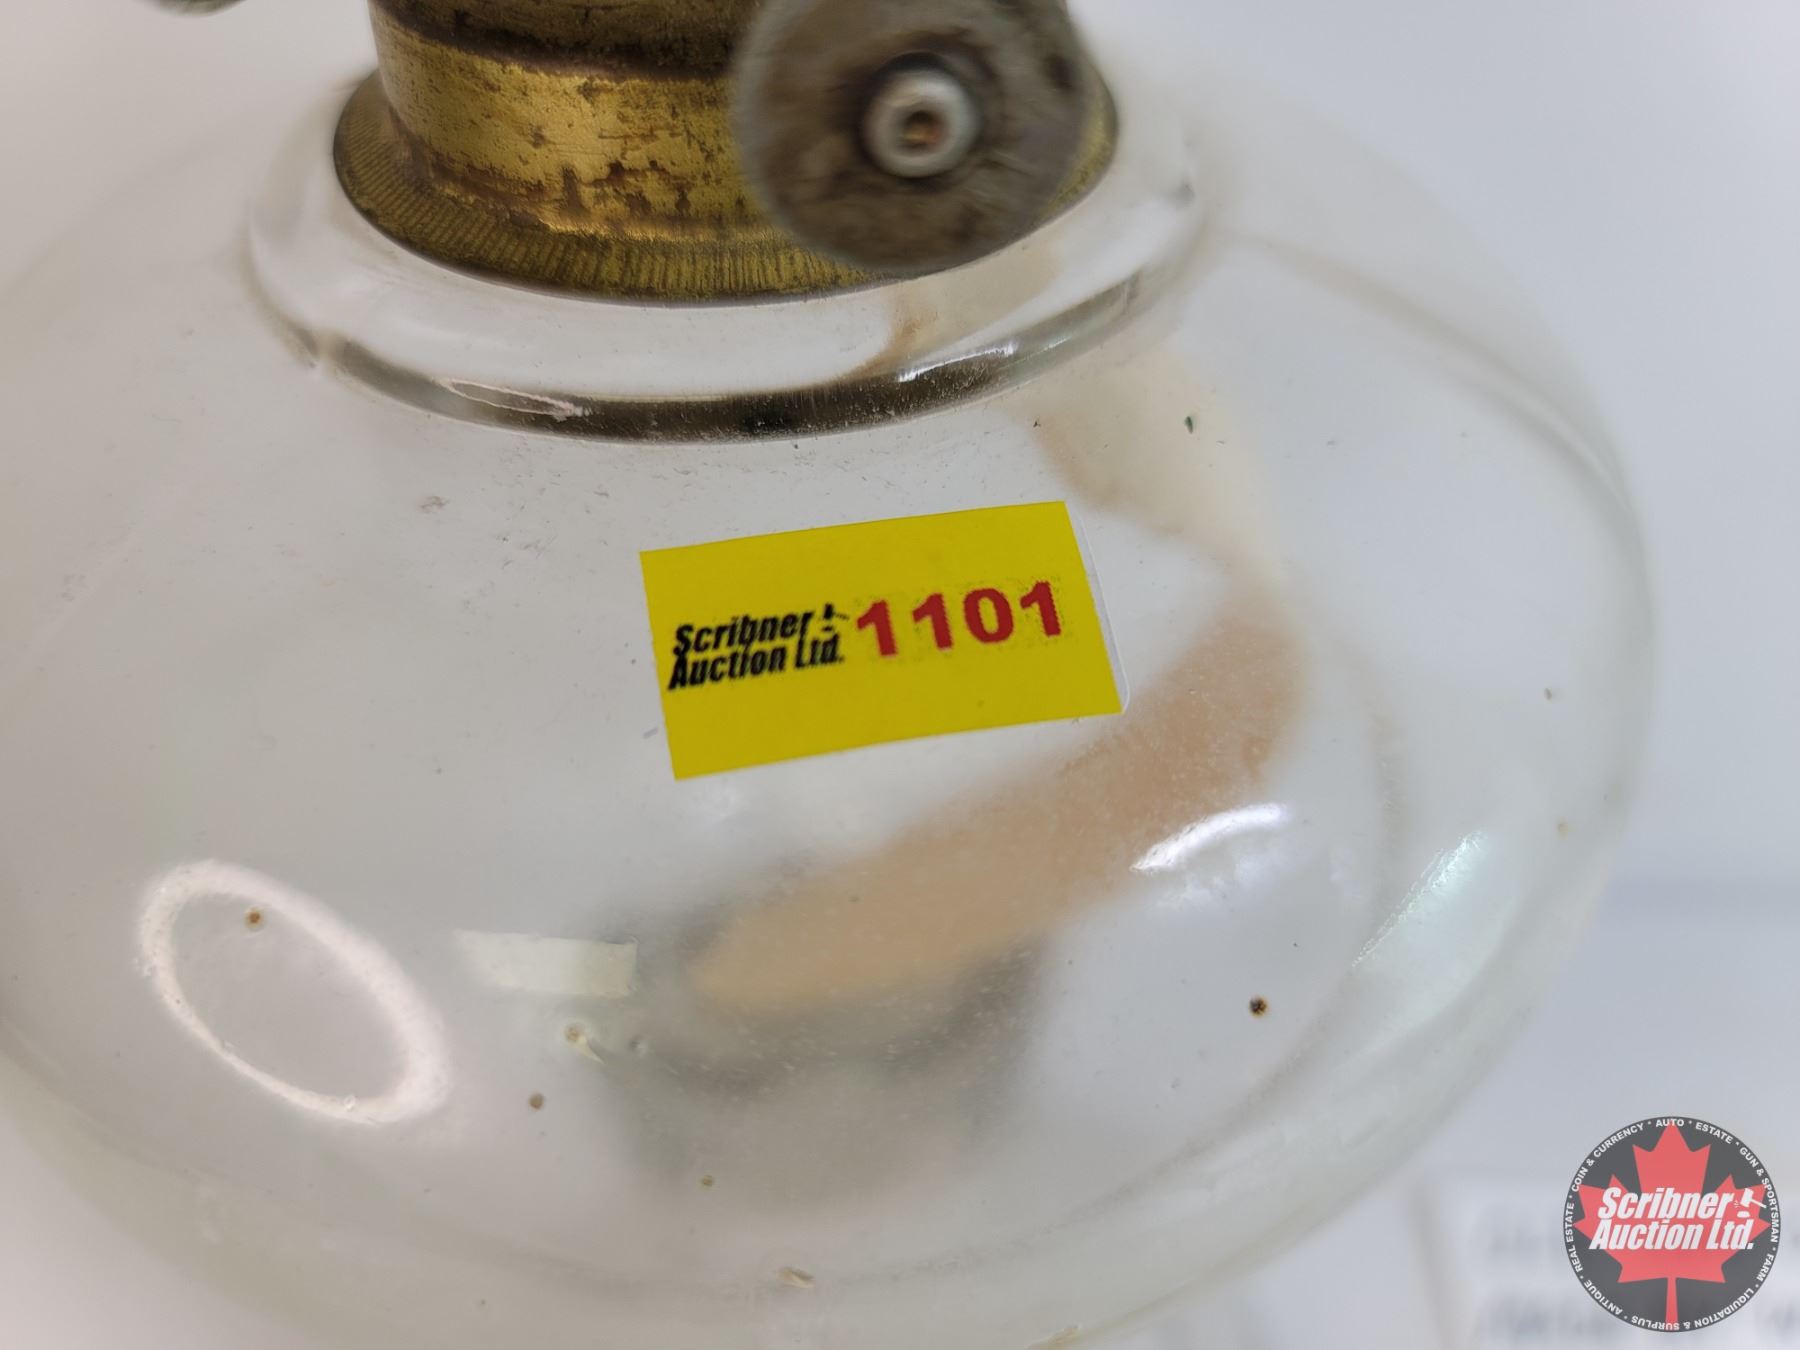 Scribner
Auction Ltd.
1101
COIN & CURRENCY * AUTO * ESTATE * GUN & SPORTSMAN * FARM * LIQUIDATION & SURPLUS * ANTIQUE * REAL ESTATE *
Scribner
Auction Ltd.